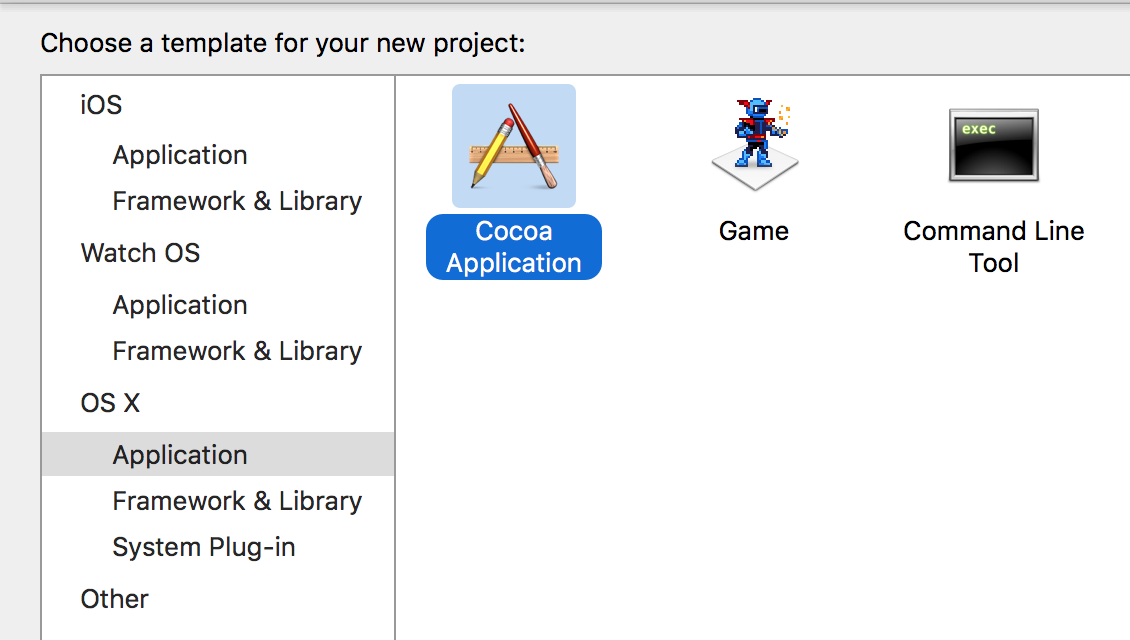 Choose a template for your new project:
iOS
Application
Framework & Library
Watch OS
Application
Framework & Library
OS X
Application
Framework & Library
System Plug-in
Other
Cocoa
Application
Game
exec
Command Line
Tool